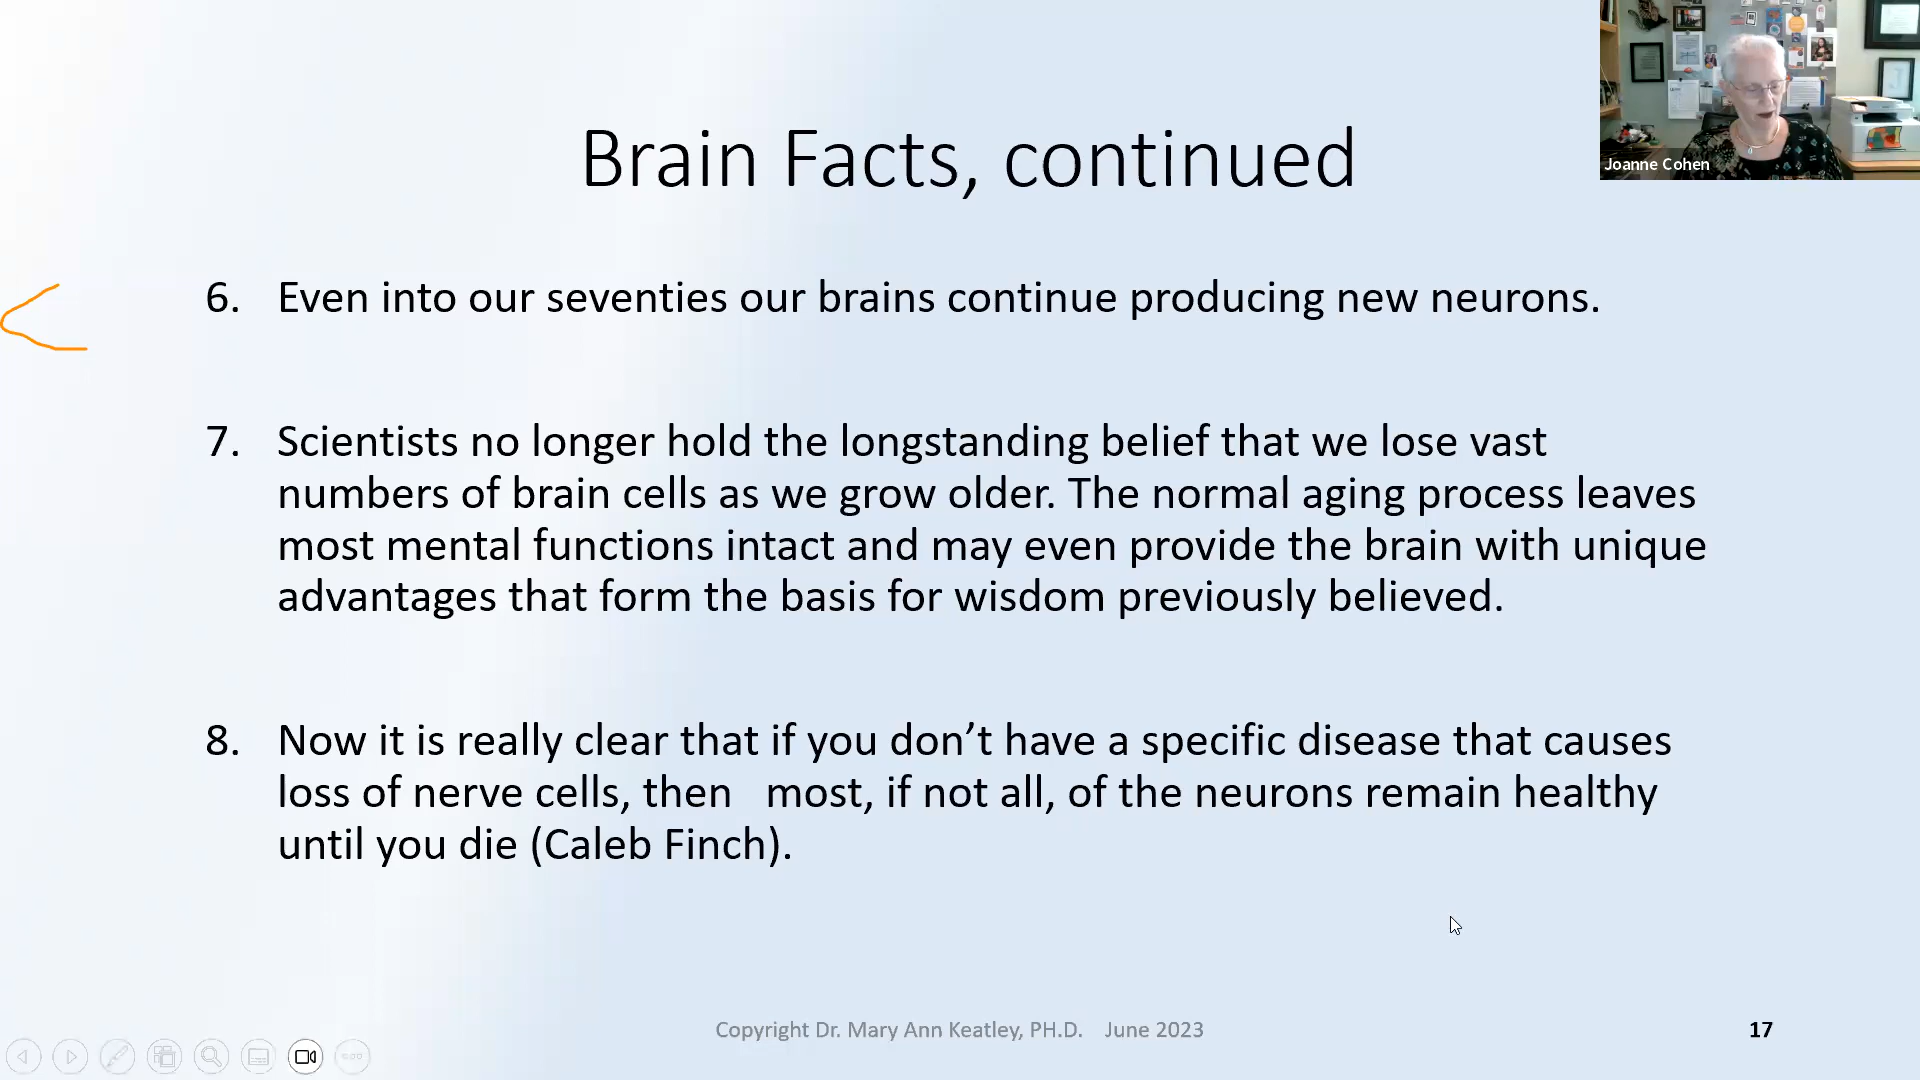 Joanne Cohen
Brain Facts, continued
6. Even into our seventies our brains continue producing new neurons.
7. Scientists no longer hold the longstanding belief that we lose vast
numbers of brain cells as we grow older. The normal aging process leaves
most mental functions intact and may even provide the brain with unique
advantages that form the basis for wisdom previously believed.
8. Now it is really clear that if you don’t have a specific disease that causes
loss of nerve cells, then   most, if not all, of the neurons remain healthy
until you die (Caleb Finch).
Copyright Dr. Mary Ann Keatley, PH.D.    June 2023
17